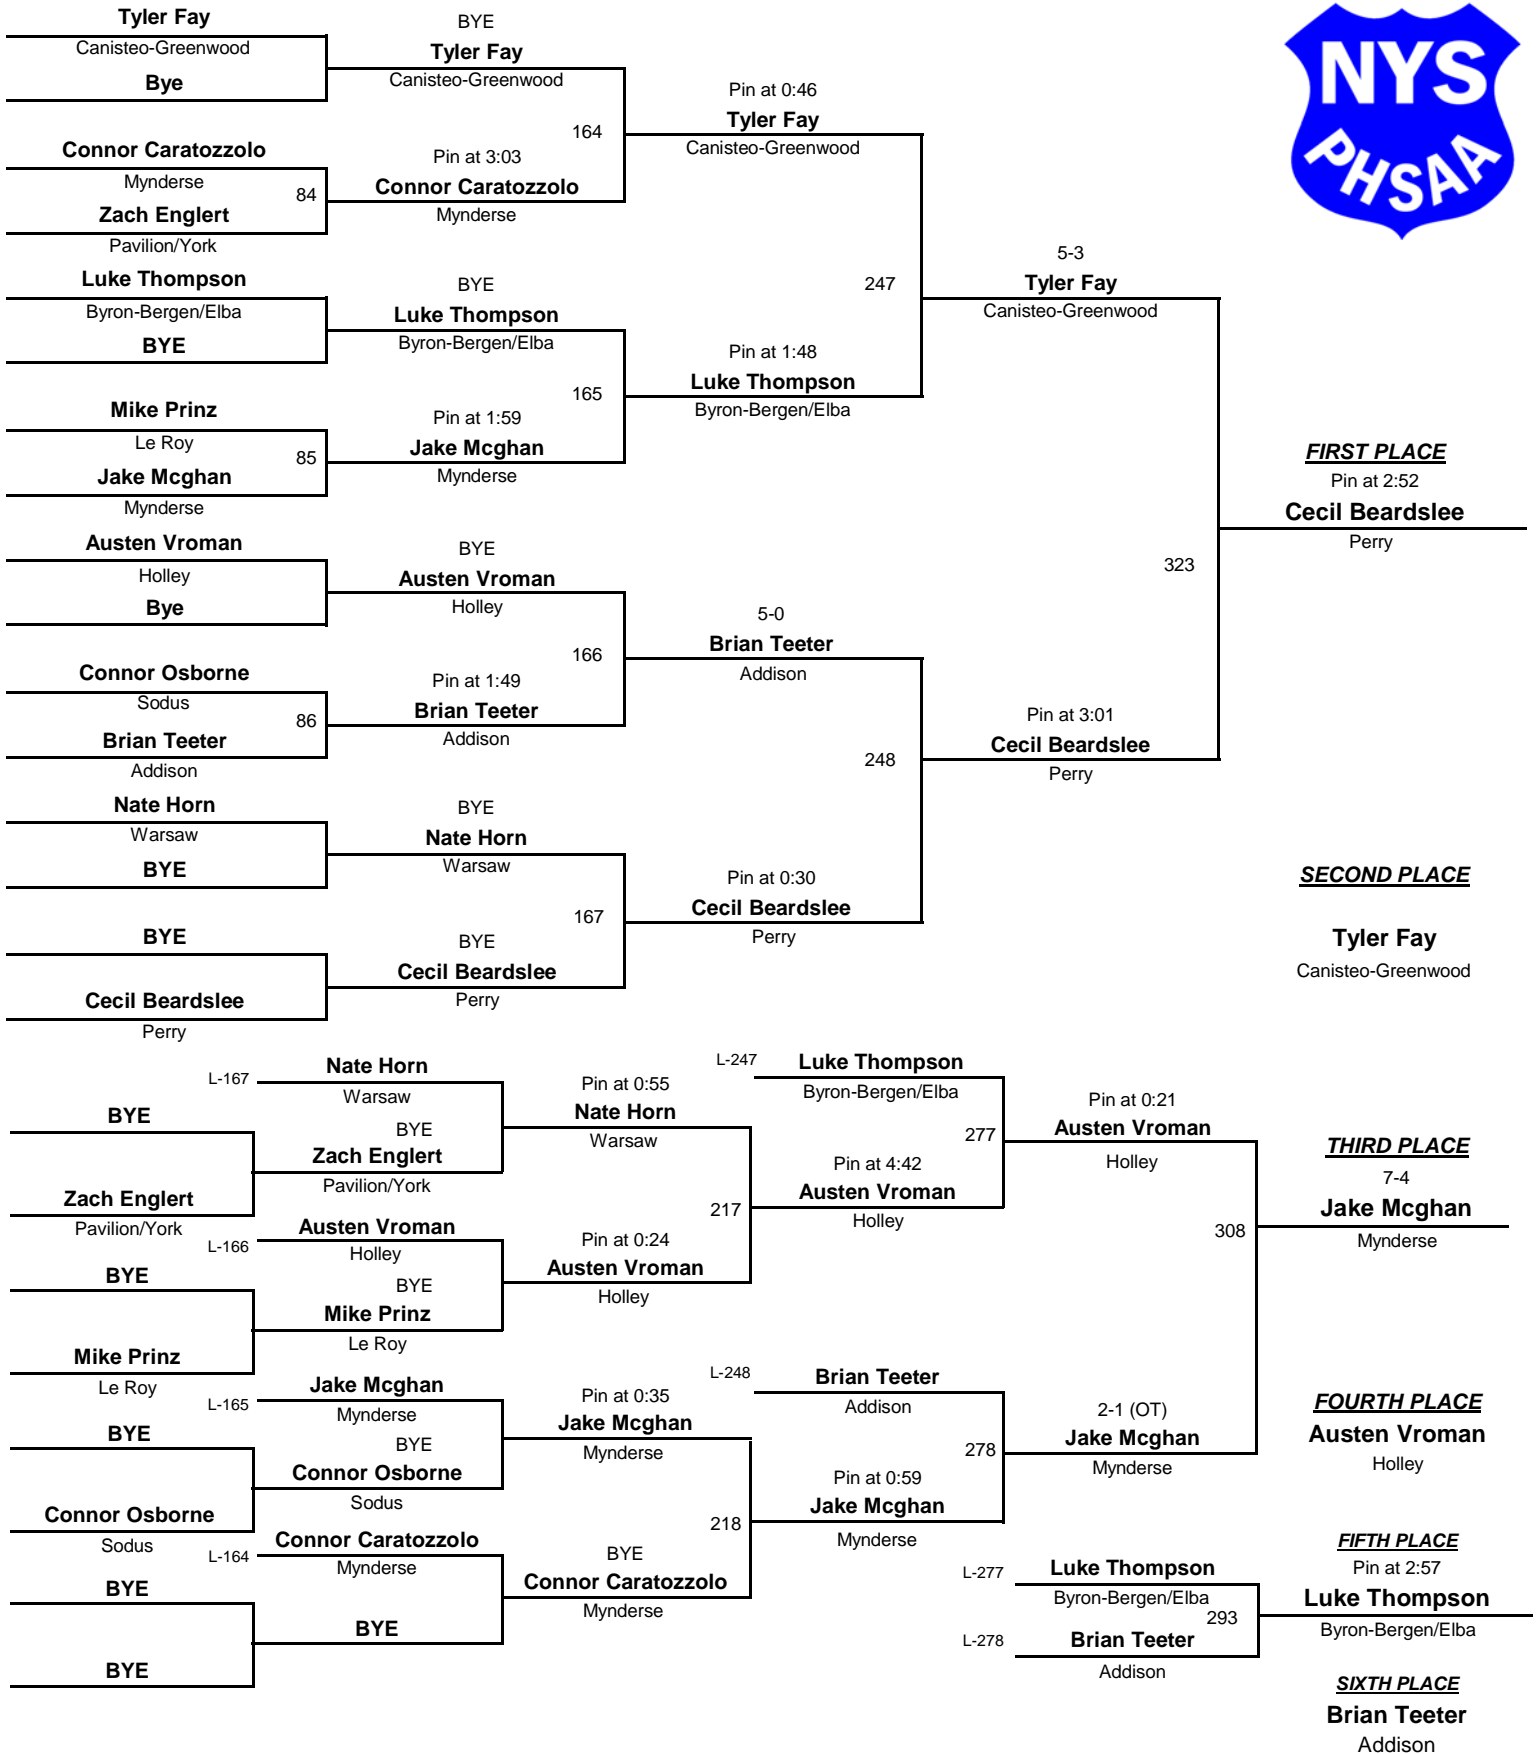 Tyler Fay
Canisteo-Greenwood
Bye
Connor Caratozzolo
Mynderse
84
Zach Englert
Pavilion/York
Luke Thompson
Byron-Bergen/Elba
BYE
Mike Prinz
Le Roy
85
Jake Mcghan
Mynderse
Austen Vroman
Holley
Bye
Connor Osborne
Sodus
86
Brian Teeter
Addison
Nate Horn
Warsaw
BYE
BYE
Cecil Beardslee
Perry
BYE
Tyler Fay
Canisteo-Greenwood
164
Pin at 3:03
Connor Caratozzolo
Mynderse
BYE
Luke Thompson
Byron-Bergen/Elba
165
Pin at 1:59
Jake Mcghan
Mynderse
BYE
Austen Vroman
Holley
166
Pin at 1:49
Brian Teeter
Addison
BYE
Nate Horn
Warsaw
167
BYE
Cecil Beardslee
Perry
Pin at 0:46
Tyler Fay
Canisteo-Greenwood
247
Pin at 1:48
Luke Thompson
Byron-Bergen/Elba
5-0
Brian Teeter
Addison
248
Pin at 0:30
Cecil Beardslee
Perry
5-3
Tyler Fay
Canisteo-Greenwood
323
Pin at 3:01
Cecil Beardslee
Perry
NYS
PHSAA
FIRST PLACE
Pin at 2:52
Cecil Beardslee
Perry
SECOND PLACE
Tyler Fay
Canisteo-Greenwood
BYE
Zach Englert
Pavilion/York
BYE
Mike Prinz
Le Roy
BYE
Connor Osborne
Sodus
BYE
BYE
L-167
Nate Horn
Warsaw
BYE
Zach Englert
Pavilion/York
L-166
Austen Vroman
Holley
BYE
Mike Prinz
Le Roy
L-165
Jake Mcghan
Mynderse
BYE
Connor Osborne
Sodus
L-164
Connor Caratozzolo
Mynderse
BYE
Pin at 0:55
Nate Horn
Warsaw
217
Pin at 0:24
Austen Vroman
Holley
Pin at 0:35
Jake Mcghan
Mynderse
218
BYE
Connor Caratozzolo
Mynderse
L-247
Luke Thompson
Byron-Bergen/Elba
277
Pin at 4:42
Austen Vroman
Holley
L-248
Brian Teeter
Addison
278
Pin at 0:59
Jake Mcghan
Mynderse
Pin at 0:21
Austen Vroman
Holley
308
2-1 (OT)
Jake Mcghan
Mynderse
THIRD PLACE
7-4
Jake Mcghan
Mynderse
FOURTH PLACE
Austen Vroman
Holley
L-277
Luke Thompson
Byron-Bergen/Elba
293
L-278
Brian Teeter
Addison
FIFTH PLACE
Pin at 2:57
Luke Thompson
Byron-Bergen/Elba
SIXTH PLACE
Brian Teeter
Addison